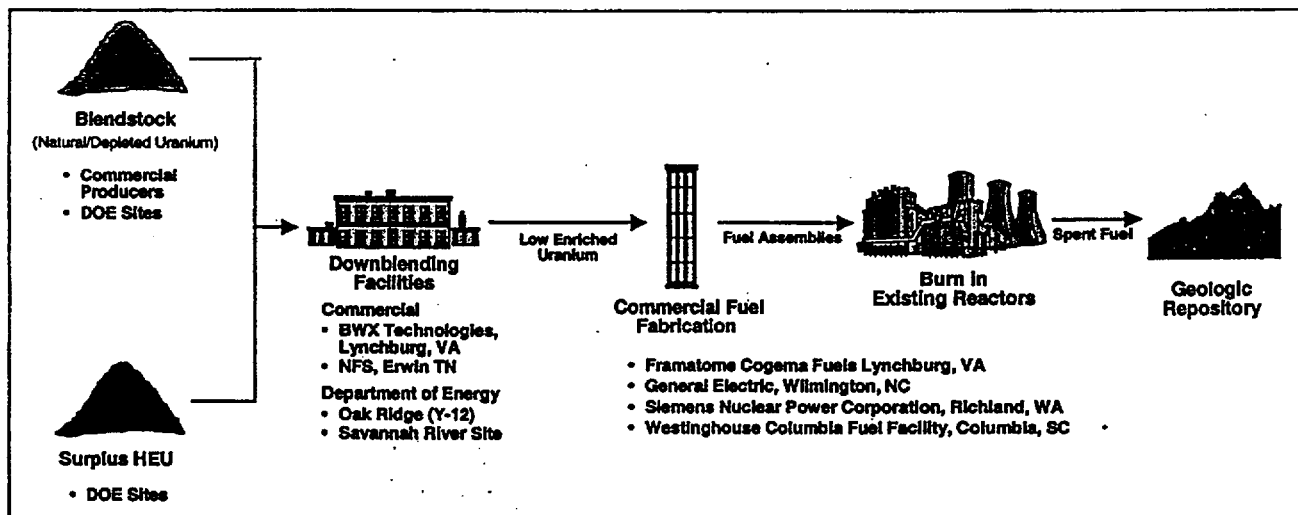 Blendstock
(Natural/Depleted Uranium)
• Commercial
Producers
• DOE Sites
Surplus HEU
• DOE Sites
Downblending
Facilities
Commercial
• BWX Technologies,
Lynchburg, VA
• NFS, Erwin TN
Department of Energy
• Oak Ridge (Y-12)
• Savannah River Site
Low Enriched
Uranium
Commercial Fuel
Fabrication
• Framatome Cogema Fuels Lynchburg, VA
• General Electric, Wilmington, NC
• Siemens Nuclear Power Corporation, Richland, WA
• Westinghouse Columbia Fuel Facility, Columbia, SC
Fuel Assemblies
Burn in
Existing Reactors
Spent Fuel
Geologic
Repository